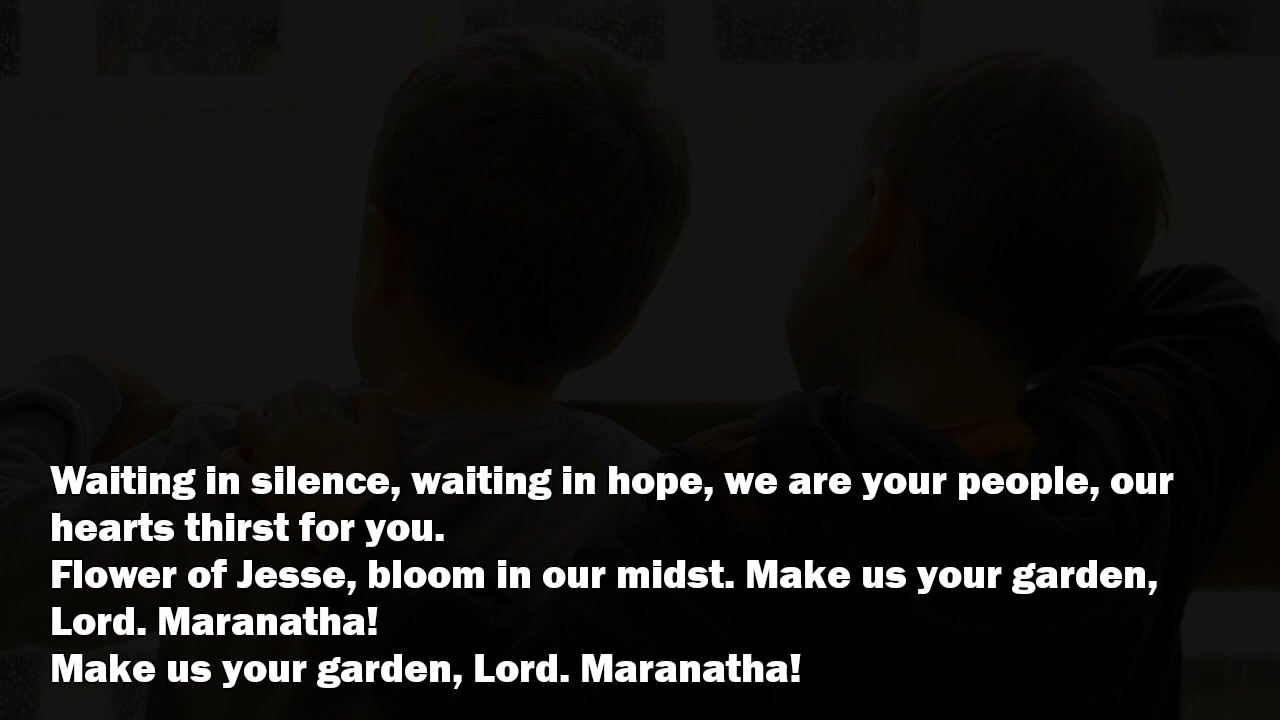 Waiting in silence, waiting in hope, we are your people, our
hearts thirst for you.
Flower of Jesse, bloom in our midst. Make us your garden,
Lord. Maranatha!
Make us your garden, Lord. Maranatha!